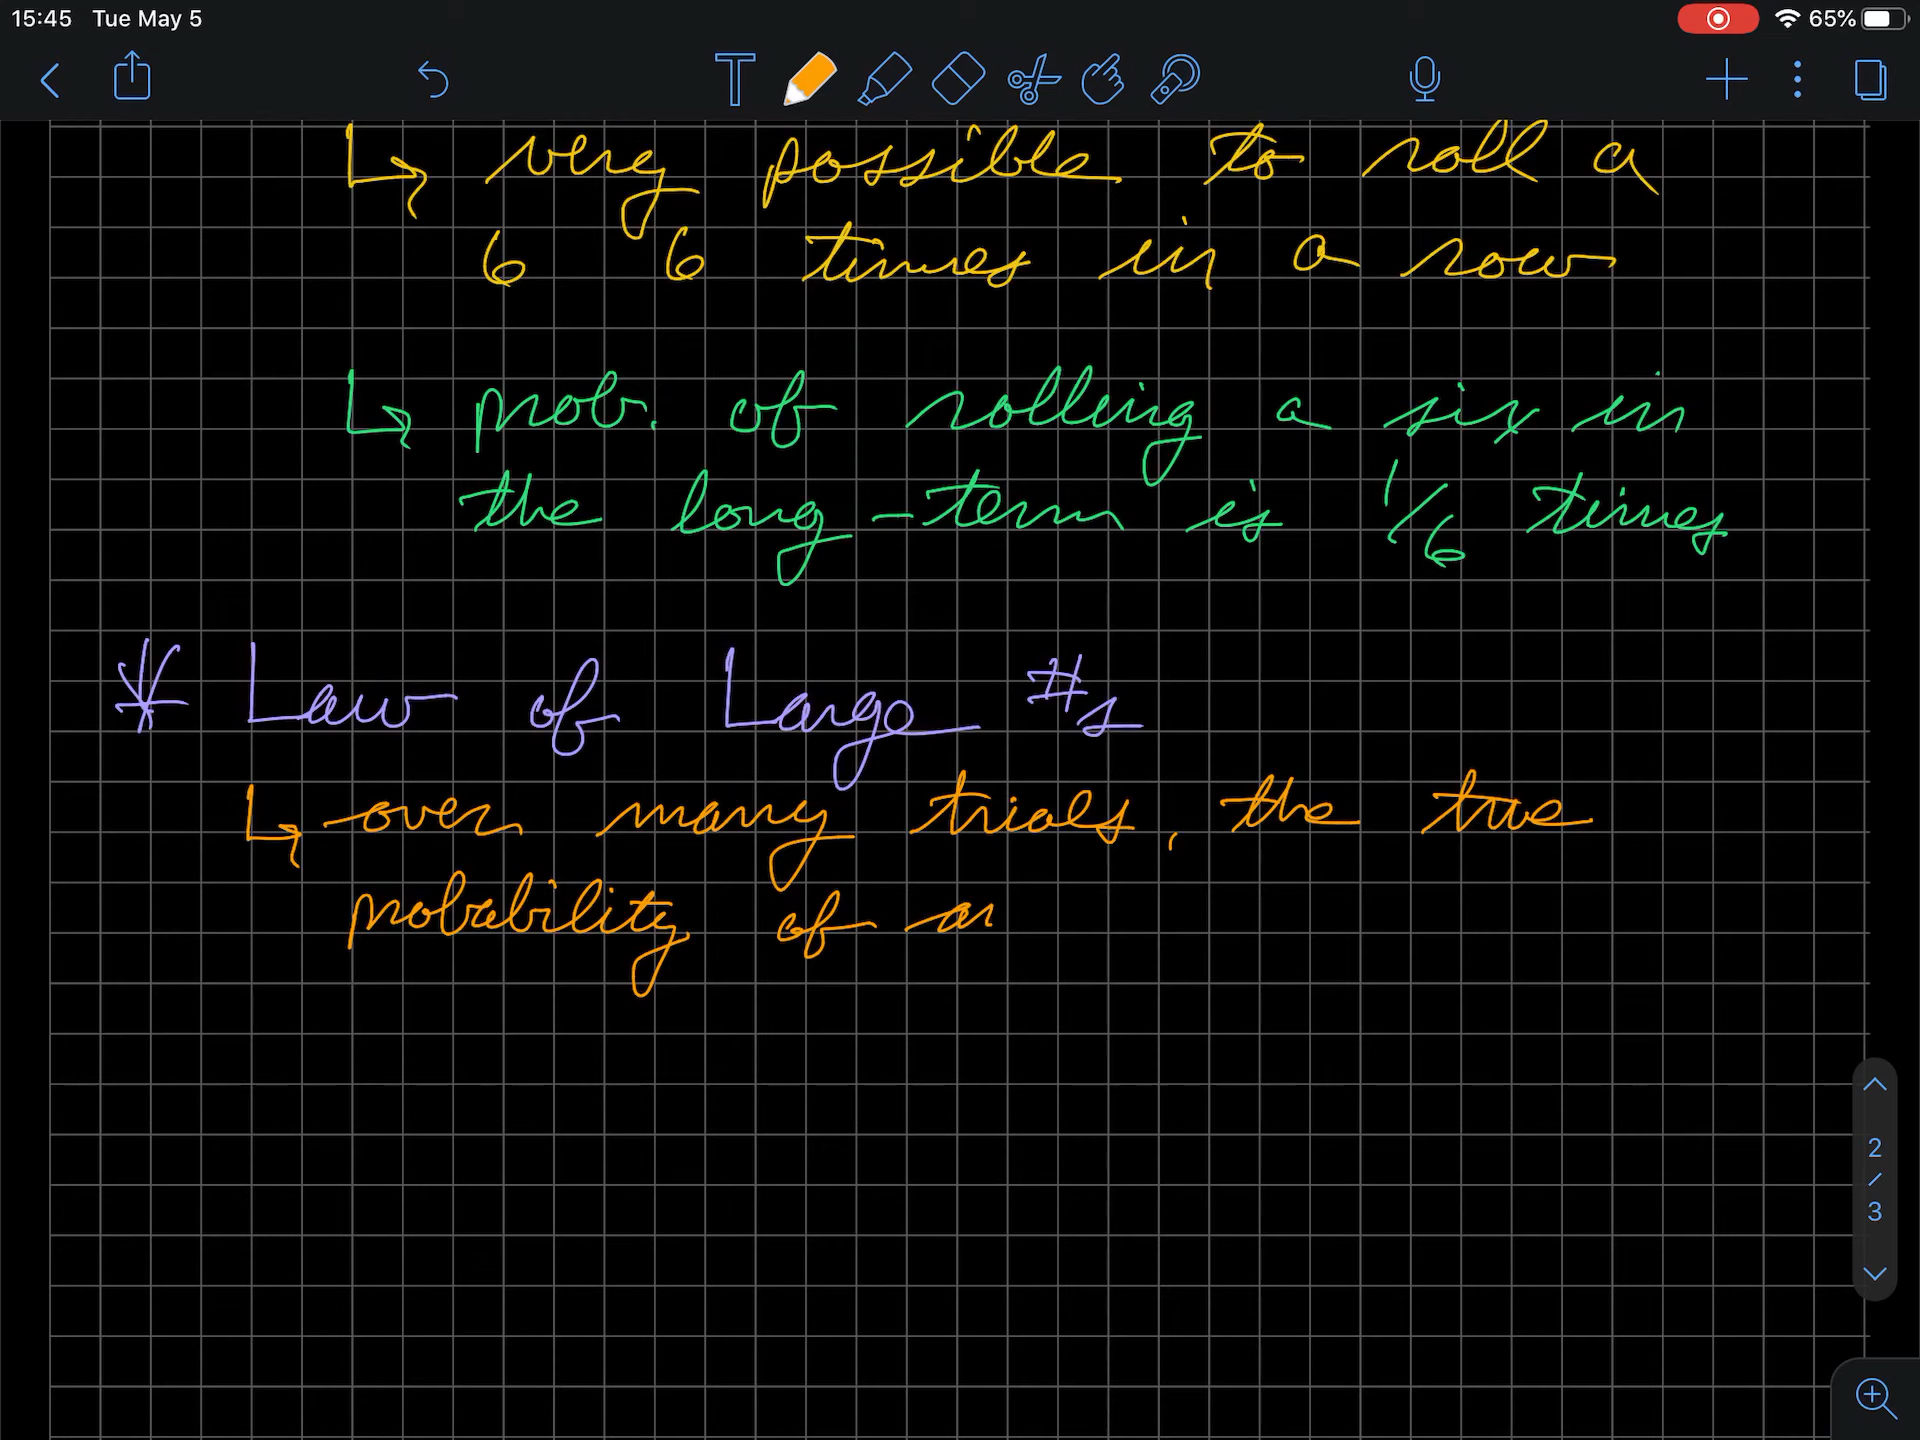 15:45 Tue May 5 65%
↳ very possible to roll a
6 6 times in a row
↳ prob. of rolling a six in
the long-term is 1/6 times
* Law of Large #s
↳ over many trials, the true
probability of an
2
/
3